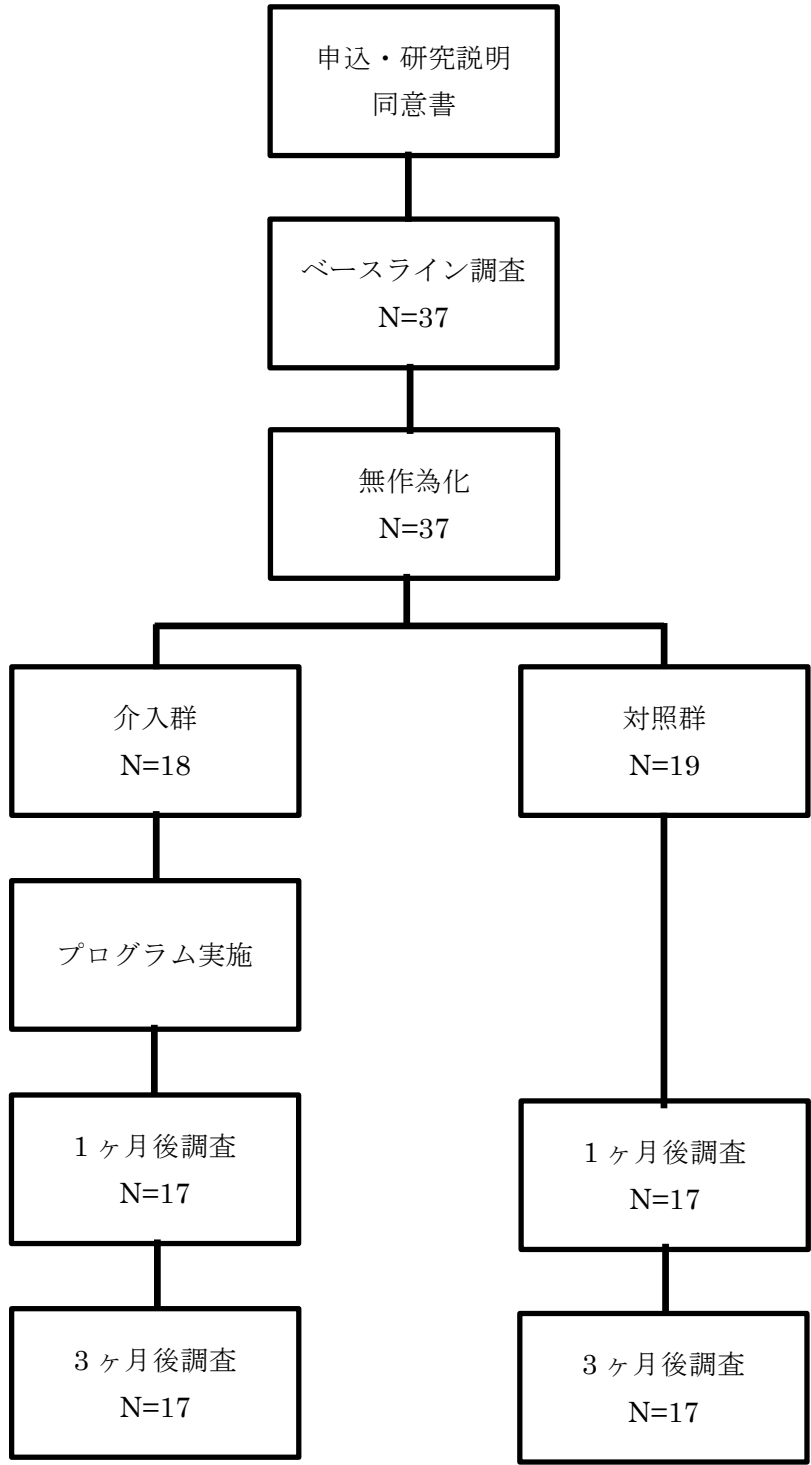 申込・研究説明
同意書
ベースライン調査
N=37
無作為化
N=37
介入群
N=18
対照群
N=19
プログラム実施
1ヶ月後調査
N=17
1ヶ月後調査
N=17
3ヶ月後調査
N=17
3ヶ月後調査
N=17